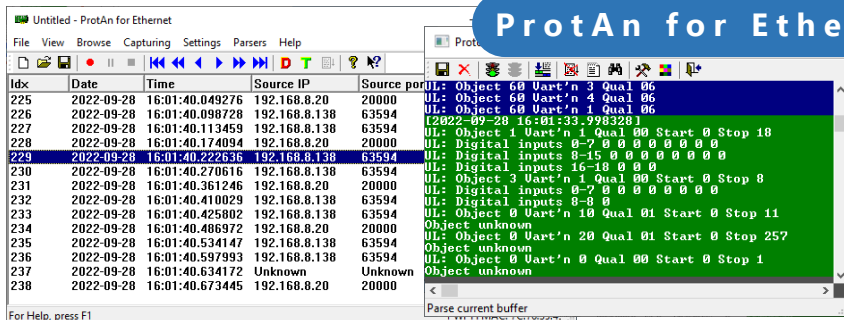 Untitled - ProtAn for Ethernet
ProtAn for Ethe
File View Browse Capturing Settings Parsers Help
Idx Date Time Source IP Source por
225 2022-09-28 16:01:40.049276 192.168.8.20 20000
226 2022-09-28 16:01:40.098728 192.168.8.138 63594
227 2022-09-28 16:01:40.113459 192.168.8.138 63594
228 2022-09-28 16:01:40.174094 192.168.8.20 20000
229 2022-09-28 16:01:40.222636 192.168.8.138 63594
230 2022-09-28 16:01:40.270616 192.168.8.138 63594
231 2022-09-28 16:01:40.361246 192.168.8.20 20000
232 2022-09-28 16:01:40.410029 192.168.8.138 63594
233 2022-09-28 16:01:40.425802 192.168.8.138 63594
234 2022-09-28 16:01:40.486972 192.168.8.20 20000
235 2022-09-28 16:01:40.534147 192.168.8.138 63594
236 2022-09-28 16:01:40.597993 192.168.8.138 63594
237 2022-09-28 16:01:40.634172 Unknown Unknown
238 2022-09-28 16:01:40.673445 192.168.8.20 20000
For Help, press F1
Prot
UL: Object 60 Vart'n 3 Qual 06
UL: Object 60 Vart'n 4 Qual 06
UL: Object 60 Vart'n 1 Qual 06
[2022-09-28 16:01:33.998328]
UL: Object 1 Vart'n 1 Qual 00 Start 0 Stop 18
UL: Digital inputs 0-7 0 0 0 0 0 0 0 0
UL: Digital inputs 8-15 0 0 0 0 0 0 0 0
UL: Digital inputs 16-18 0 0 0
UL: Object 3 Vart'n 1 Qual 00 Start 0 Stop 8
UL: Digital inputs 0-7 0 0 0 0 0 0 0 0
UL: Digital inputs 8-8 0
UL: Object 0 Vart'n 10 Qual 01 Start 0 Stop 11
Object unknown
UL: Object 0 Vart'n 20 Qual 01 Start 0 Stop 257
Object unknown
UL: Object 0 Vart'n 0 Qual 01 Start 0 Stop 1
Object unknown
Parse current buffer